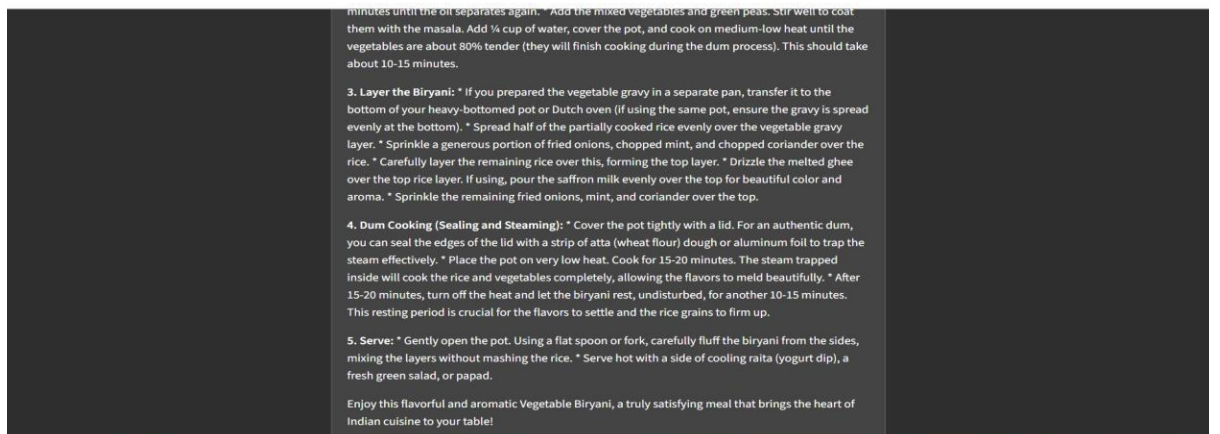 minutes until the oil separates again. * Add the mixed vegetables and green peas. Stir well to coat
them with the masala. Add ¼ cup of water, cover the pot, and cook on medium-low heat until the
vegetables are about 80% tender (they will finish cooking during the dum process). This should take
about 10-15 minutes.
3. Layer the Biryani: * If you prepared the vegetable gravy in a separate pan, transfer it to the
bottom of your heavy-bottomed pot or Dutch oven (if using the same pot, ensure the gravy is spread
evenly at the bottom). * Spread half of the partially cooked rice evenly over the vegetable gravy
layer. * Sprinkle a generous portion of fried onions, chopped mint, and chopped coriander over the
rice. * Carefully layer the remaining rice over this, forming the top layer. * Drizzle the melted ghee
over the top rice layer. If using, pour the saffron milk evenly over the top for beautiful color and
aroma. * Sprinkle the remaining fried onions, mint, and coriander over the top.
4. Dum Cooking (Sealing and Steaming): * Cover the pot tightly with a lid. For an authentic dum,
you can seal the edges of the lid with a strip of atta (wheat flour) dough or aluminum foil to trap the
steam effectively. * Place the pot on very low heat. Cook for 15-20 minutes. The steam trapped
inside will cook the rice and vegetables completely, allowing the flavors to meld beautifully. * After
15-20 minutes, turn off the heat and let the biryani rest, undisturbed, for another 10-15 minutes.
This resting period is crucial for the flavors to settle and the rice grains to firm up.
5. Serve: * Gently open the pot. Using a flat spoon or fork, carefully fluff the biryani from the sides,
mixing the layers without mashing the rice. * Serve hot with a side of cooling raita (yogurt dip), a
fresh green salad, or papad.
Enjoy this flavorful and aromatic Vegetable Biryani, a truly satisfying meal that brings the heart of
Indian cuisine to your table!